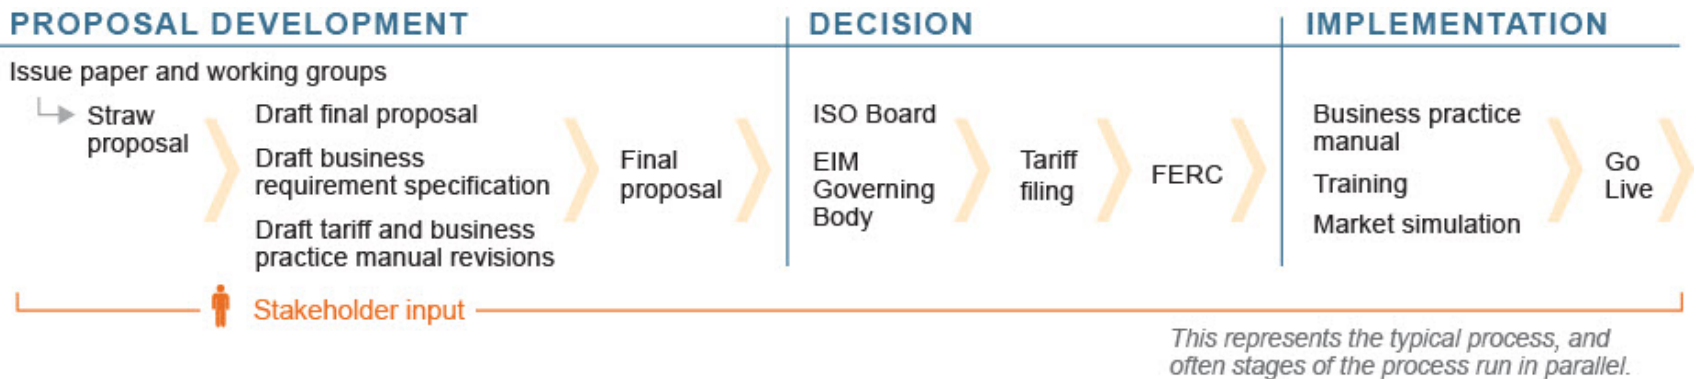 PROPOSAL DEVELOPMENT
Issue paper and working groups
Straw
proposal
Draft final proposal
Draft business
requirement specification
Draft tariff and business
practice manual revisions
Final
proposal
DECISION
ISO Board
EIM
Governing
Body
Tariff
filing
FERC
IMPLEMENTATION
Business practice
manual
Training
Market simulation
Go
Live
Stakeholder input
This represents the typical process, and
often stages of the process run in parallel.